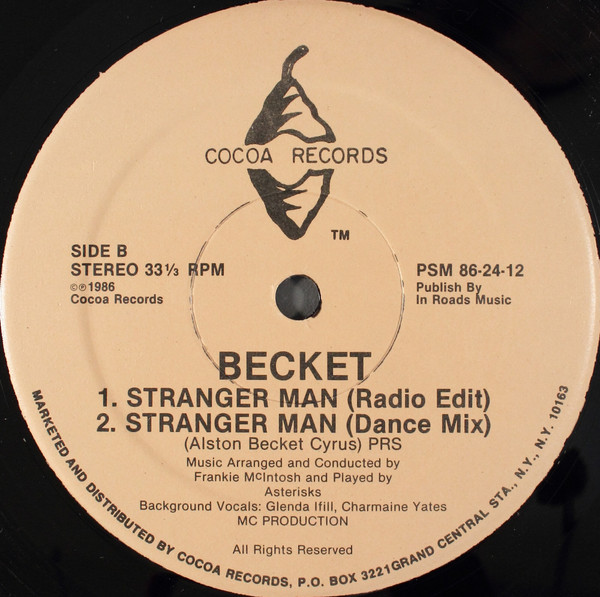 COCOA RECORDS
TM
SIDE B
STEREO 33⅓ RPM
©℗1986
Cocoa Records
PSM 86-24-12
Publish By
In Roads Music
BECKET
1. STRANGER MAN (Radio Edit)
2. STRANGER MAN (Dance Mix)
(Alston Becket Cyrus) PRS
Music Arranged and Conducted by
Frankie McIntosh and Played by
Asterisks
Background Vocals: Glenda Ifill, Charmaine Yates
MC PRODUCTION
All Rights Reserved
MARKETED AND DISTRIBUTED BY COCOA RECORDS, P.O. BOX 3221GRAND CENTRAL STA., N.Y., N.Y. 10163